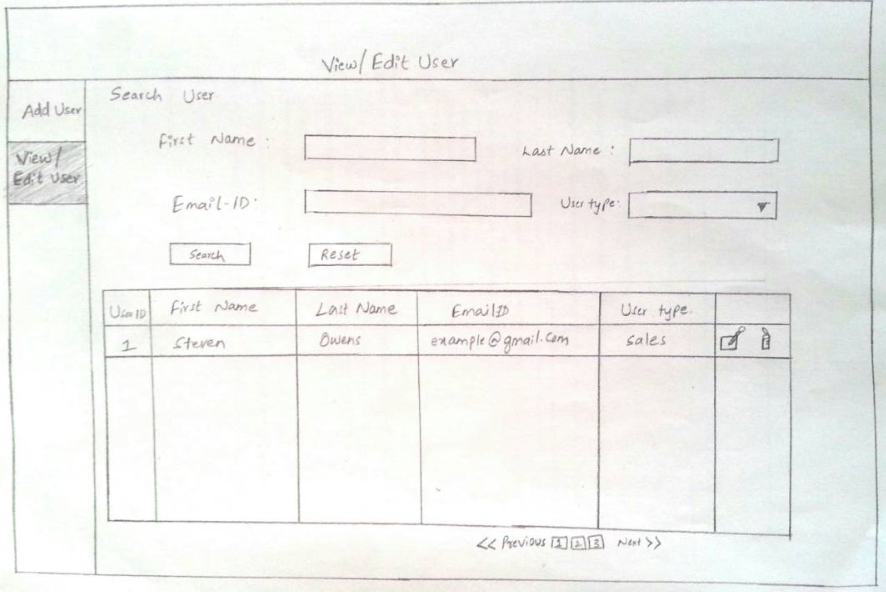 View/Edit User
Add User
View/
Edit User
Search User
First Name :
Last Name :
Email-ID:
User type:
Search
Reset
User ID First Name Last Name EmailID User type.
1 Steven Owens example@gmail.com sales
<< Previous 1 2 3 Next >>